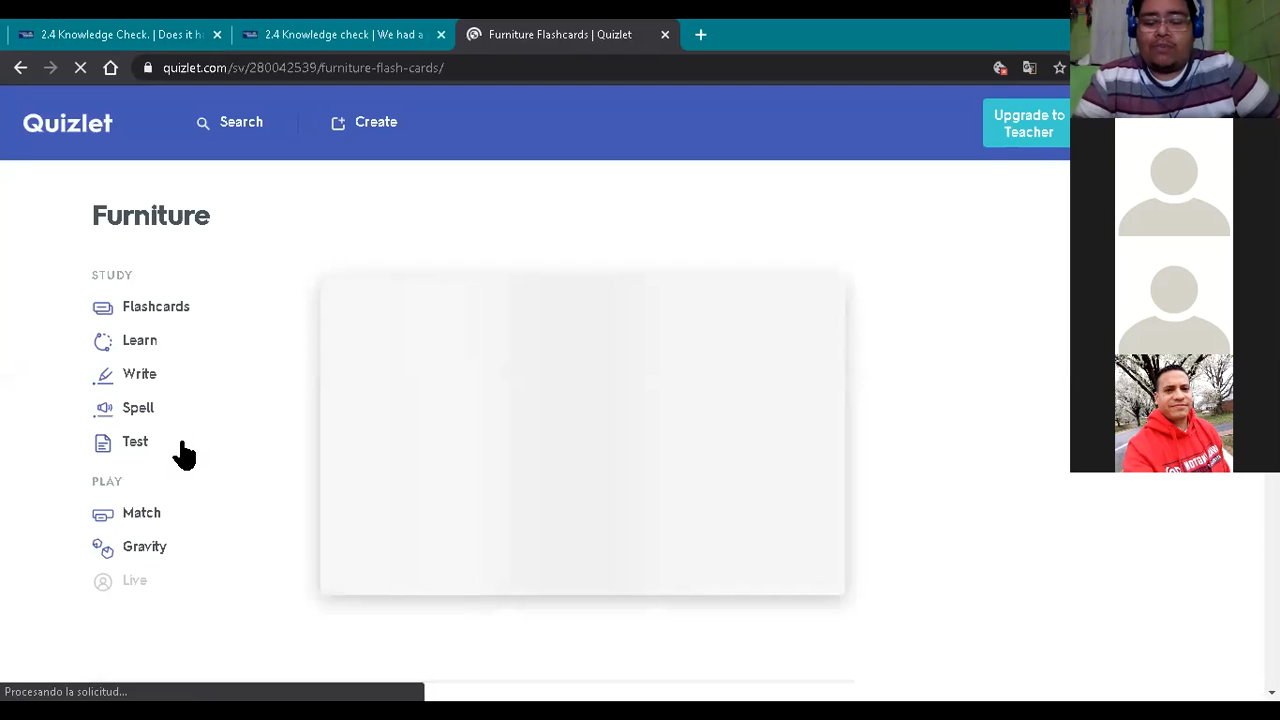 2.4 Knowledge Check. | Does it h
2.4 Knowledge check | We had a
Furniture Flashcards | Quizlet
quizlet.com/sv/280042539/furniture-flash-cards/
Quizlet
Search
Create
Upgrade to
Teacher
Furniture
STUDY
Flashcards
Learn
Write
Spell
Test
PLAY
Match
Gravity
Live
Procesando la solicitud...